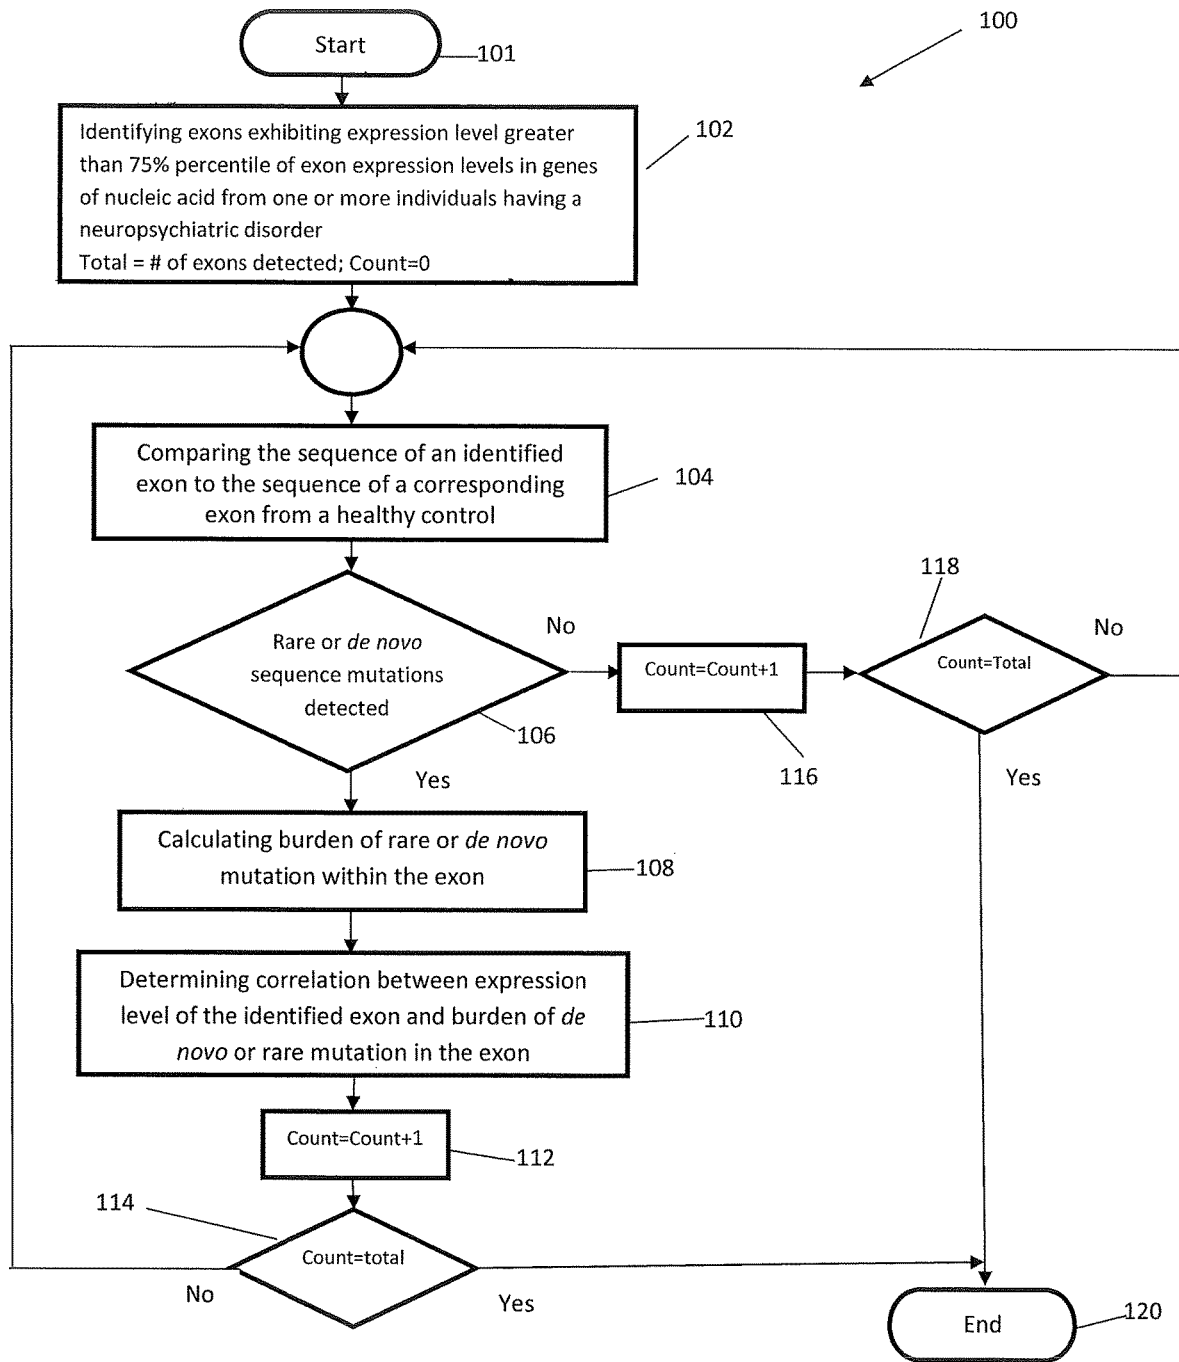 Start
101
100
Identifying exons exhibiting expression level greater
than 75% percentile of exon expression levels in genes
of nucleic acid from one or more individuals having a
neuropsychiatric disorder
Total = # of exons detected; Count=0
102
Comparing the sequence of an identified
exon to the sequence of a corresponding
exon from a healthy control
104
Rare or de novo
sequence mutations
detected
106
No
Yes
Count=Count+1
116
118
Count=Total
No
Yes
Calculating burden of rare or de novo
mutation within the exon
108
Determining correlation between expression
level of the identified exon and burden of de
novo or rare mutation in the exon
110
Count=Count+1
112
114
Count=total
No
Yes
End
120